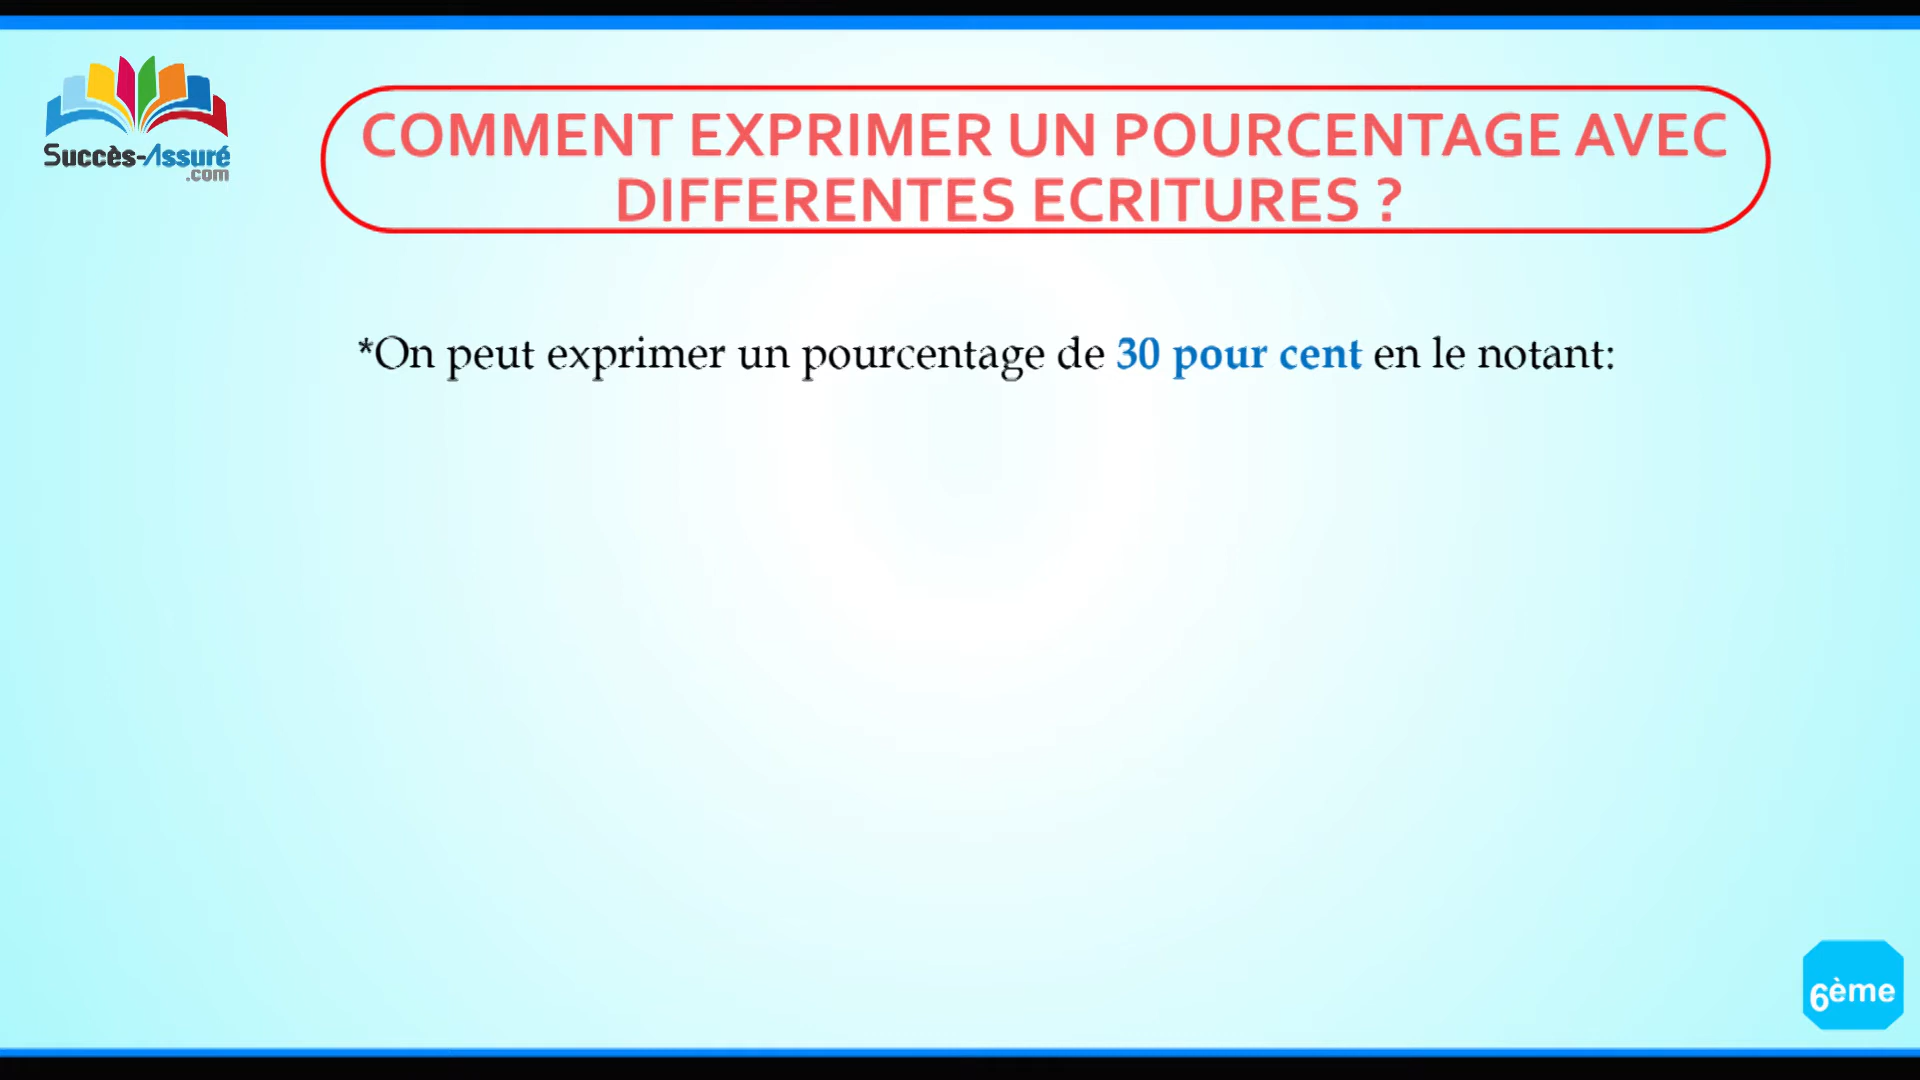 Succès-Assuré
.com
COMMENT EXPRIMER UN POURCENTAGE AVEC
DIFFERENTES ECRITURES ?
*On peut exprimer un pourcentage de 30 pour cent en le notant:
6ème